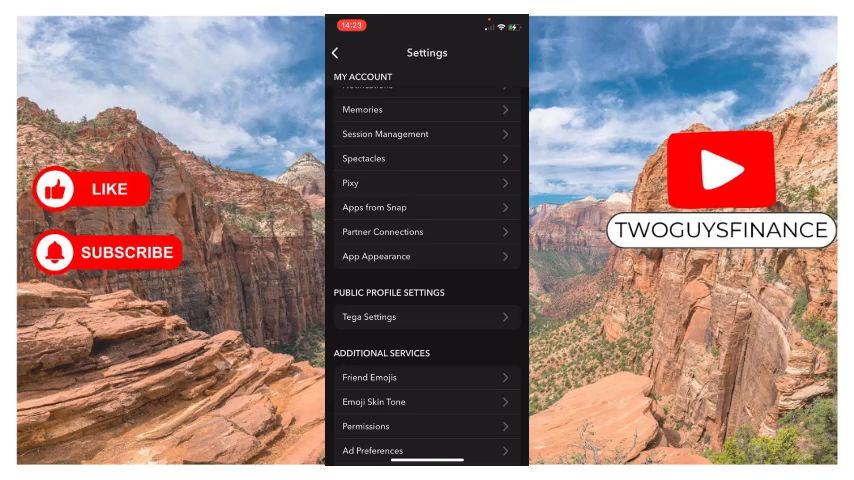 14:23
Settings
MY ACCOUNT
Memories
Session Management
Spectacles
Pixy
Apps from Snap
Partner Connections
App Appearance
PUBLIC PROFILE SETTINGS
Tega Settings
ADDITIONAL SERVICES
Friend Emojis
Emoji Skin Tone
Permissions
Ad Preferences
LIKE
SUBSCRIBE
TWOGUYSFINANCE